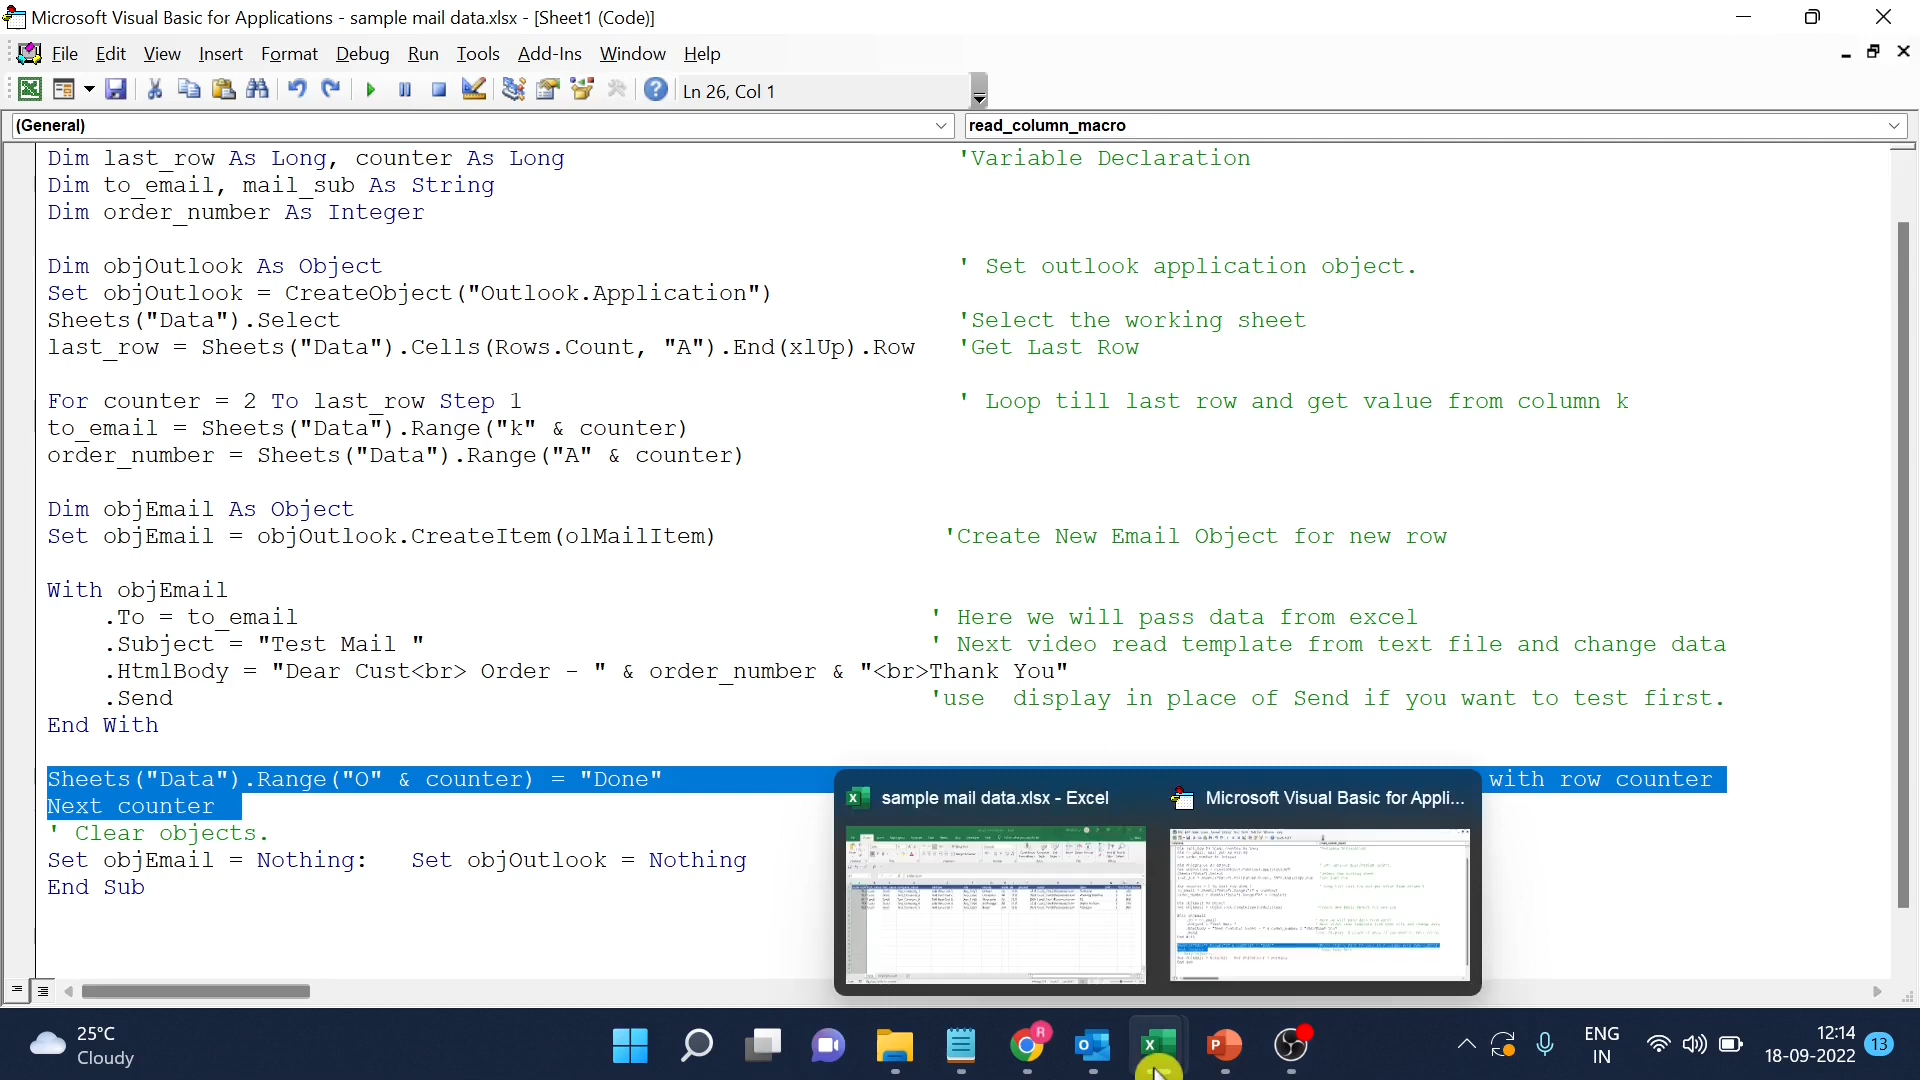 Microsoft Visual Basic for Applications - sample mail data.xlsx - [Sheet1 (Code)]
File Edit View Insert Format Debug Run Tools Add-Ins Window Help
Ln 26, Col 1
(General) read_column_macro
Dim last_row As Long, counter As Long 'Variable Declaration
Dim to_email, mail_sub As String
Dim order_number As Integer
Dim objOutlook As Object ' Set outlook application object.
Set objOutlook = CreateObject("Outlook.Application")
Sheets("Data").Select 'Select the working sheet
last_row = Sheets("Data").Cells(Rows.Count, "A").End(xlUp).Row 'Get Last Row
For counter = 2 To last_row Step 1 ' Loop till last row and get value from column k
to_email = Sheets("Data").Range("k" & counter)
order_number = Sheets("Data").Range("A" & counter)
Dim objEmail As Object
Set objEmail = objOutlook.CreateItem(olMailItem) 'Create New Email Object for new row
With objEmail
.To = to_email ' Here we will pass data from excel
.Subject = "Test Mail " ' Next video read template from text file and change data
.HtmlBody = "Dear Cust<br> Order - " & order_number & "<br>Thank You"
.Send 'use display in place of Send if you want to test first.
End With
Sheets("Data").Range("O" & counter) = "Done" with row counter
Next counter
' Clear objects.
Set objEmail = Nothing: Set objOutlook = Nothing
End Sub
sample mail data.xlsx - Excel Microsoft Visual Basic for Appli...
25°C
Cloudy
ENG
IN
12:14
18-09-2022
13